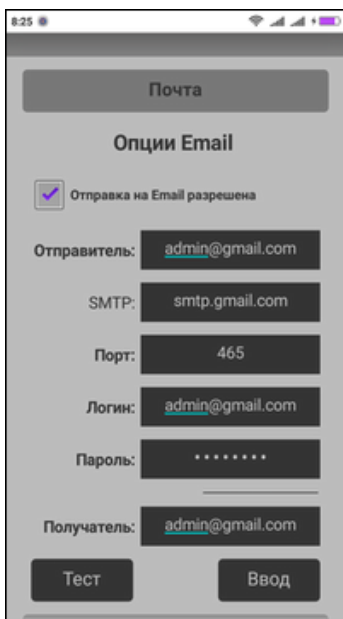 8:25
Почта
Опции Email
Отправка на Email разрешена
Отправитель: admin@gmail.com
SMTP: smtp.gmail.com
Порт: 465
Логин: admin@gmail.com
Пароль: ********
Получатель: admin@gmail.com
Тест Ввод